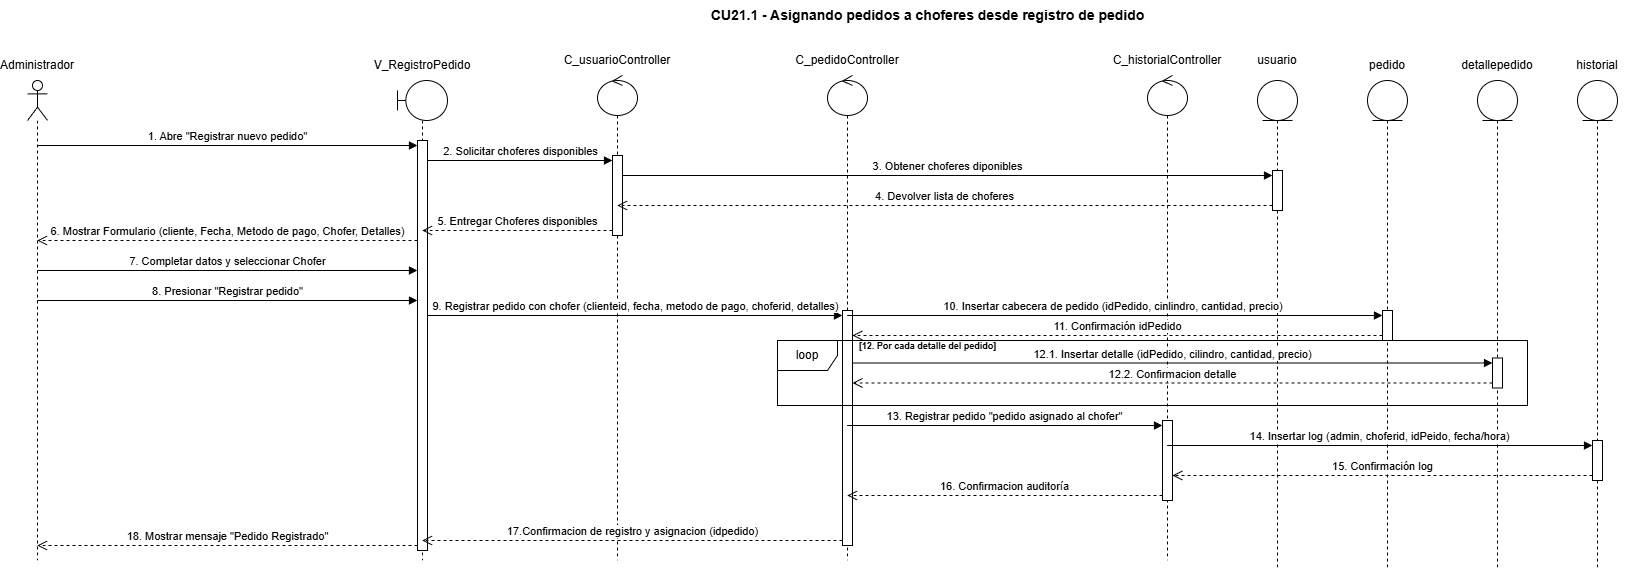 CU21.1 - Asignando pedidos a choferes desde registro de pedido
Administrador
V_RegistroPedido
C_usuarioController
C_pedidoController
C_historialController
usuario
pedido
detallepedido
historial
1. Abre "Registrar nuevo pedido"
2. Solicitar choferes disponibles
3. Obtener choferes diponibles
4. Devolver lista de choferes
5. Entregar Choferes disponibles
6. Mostrar Formulario (cliente, Fecha, Metodo de pago, Chofer, Detalles)
7. Completar datos y seleccionar Chofer
8. Presionar "Registrar pedido"
9. Registrar pedido con chofer (clienteid, fecha, metodo de pago, choferid, detalles)
10. Insertar cabecera de pedido (idPedido, cinlindro, cantidad, precio)
11. Confirmación idPedido
loop
[12. Por cada detalle del pedido]
12.1. Insertar detalle (idPedido, cilindro, cantidad, precio)
12.2. Confirmacion detalle
13. Registrar pedido "pedido asignado al chofer"
14. Insertar log (admin, choferid, idPeido, fecha/hora)
15. Confirmación log
16. Confirmacion auditoría
17.Confirmacion de registro y asignacion (idpedido)
18. Mostrar mensaje "Pedido Registrado"